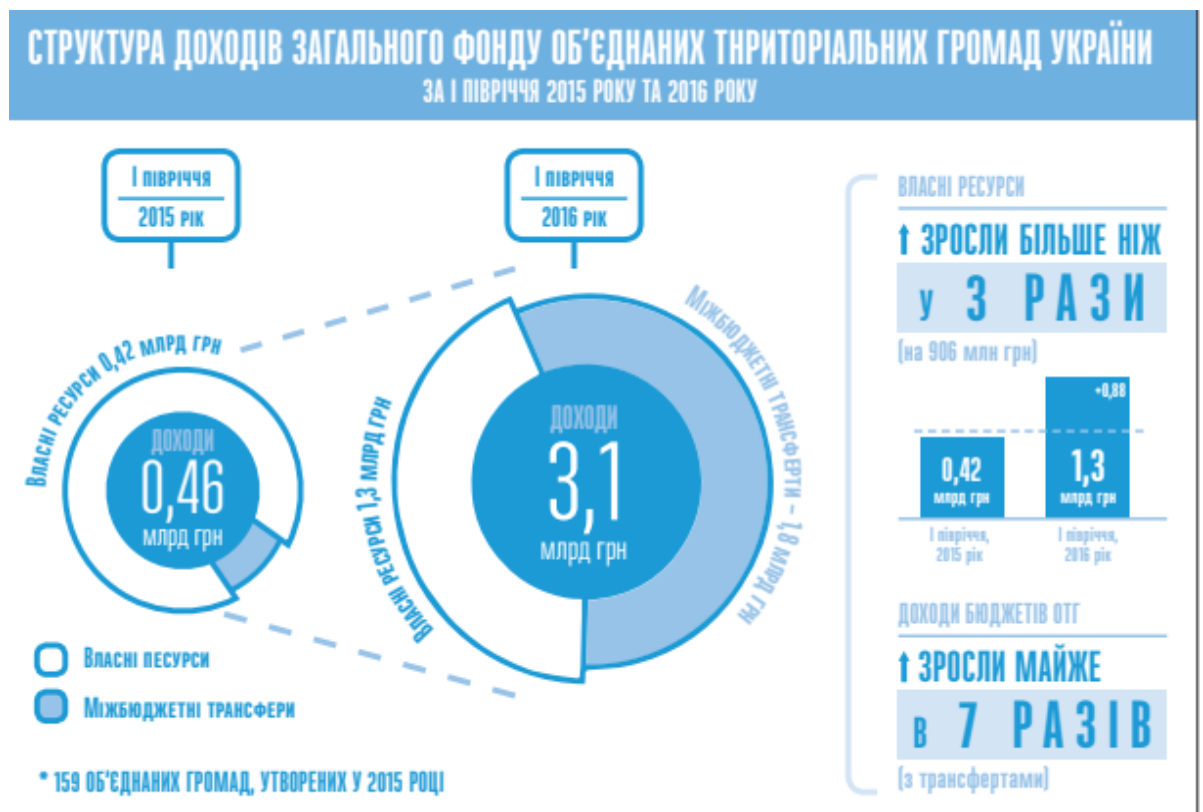 СТРУКТУРА ДОХОДІВ ЗАГАЛЬНОГО ФОНДУ ОБ’ЄДНАНИХ ТНРИТОРІАЛЬНИХ ГРОМАД УКРАЇНИ
ЗА І ПІВРІЧЧЯ 2015 РОКУ ТА 2016 РОКУ
І ПІВРІЧЧЯ
2015 РІК
І ПІВРІЧЧЯ
2016 РІК
ВЛАСНІ РЕСУРСИ 0,42 МЛРД ГРН
ДОХОДИ
0,46
МЛРД ГРН
ВЛАСНІ РЕСУРСИ 1,3 МЛРД ГРН
ДОХОДИ
3,1
МЛРД ГРН
МІЖБЮДЖЕТНІ ТРАНСФЕРТИ – 1,8 МЛРД ГРН
ВЛАСНІ ПЕСУРСИ
МІЖБЮДЖЕТНІ ТРАНСФЕРИ
* 159 ОБ’ЄДНАНИХ ГРОМАД, УТВОРЕНИХ У 2015 РОЦІ
ВЛАСНІ РЕСУРСИ
↑ ЗРОСЛИ БІЛЬШЕ НІЖ
У 3 РАЗИ
(на 906 млн грн)
+0,88
0,42
млрд грн
1,3
млрд грн
І півріччя,
2015 рік
І півріччя,
2016 рік
ДОХОДИ БЮДЖЕТІВ ОТГ
↑ ЗРОСЛИ МАЙЖЕ
В 7 РАЗІВ
(з трансфертами)